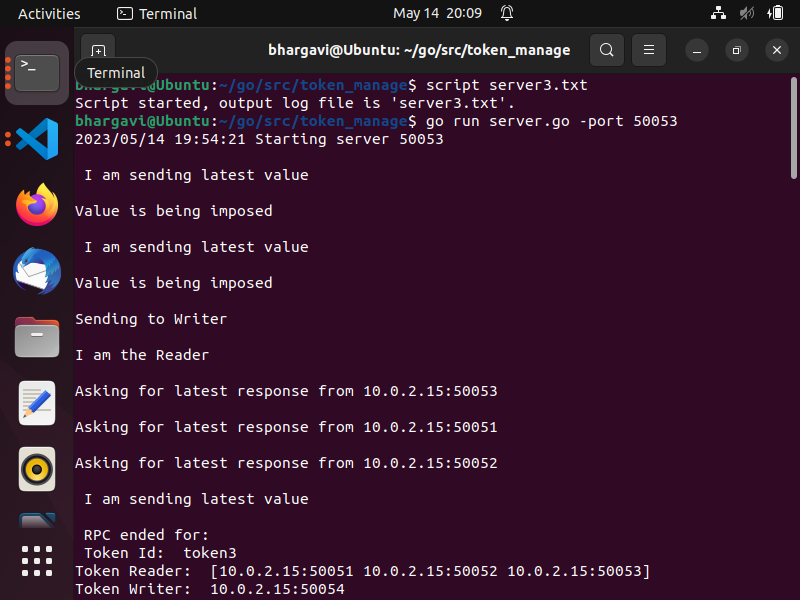 Activities
Terminal
May 14 20:09
bhargavi@Ubuntu: ~/go/src/token_manage
Terminal
bhargavi@Ubuntu:~/go/src/token_manage$ script server3.txt
Script started, output log file is 'server3.txt'.
bhargavi@Ubuntu:~/go/src/token_manage$ go run server.go -port 50053
2023/05/14 19:54:21 Starting server 50053
I am sending latest value
Value is being imposed
I am sending latest value
Value is being imposed
Sending to Writer
I am the Reader
Asking for latest response from 10.0.2.15:50053
Asking for latest response from 10.0.2.15:50051
Asking for latest response from 10.0.2.15:50052
I am sending latest value
RPC ended for:
Token Id:  token3
Token Reader:  [10.0.2.15:50051 10.0.2.15:50052 10.0.2.15:50053]
Token Writer:  10.0.2.15:50054